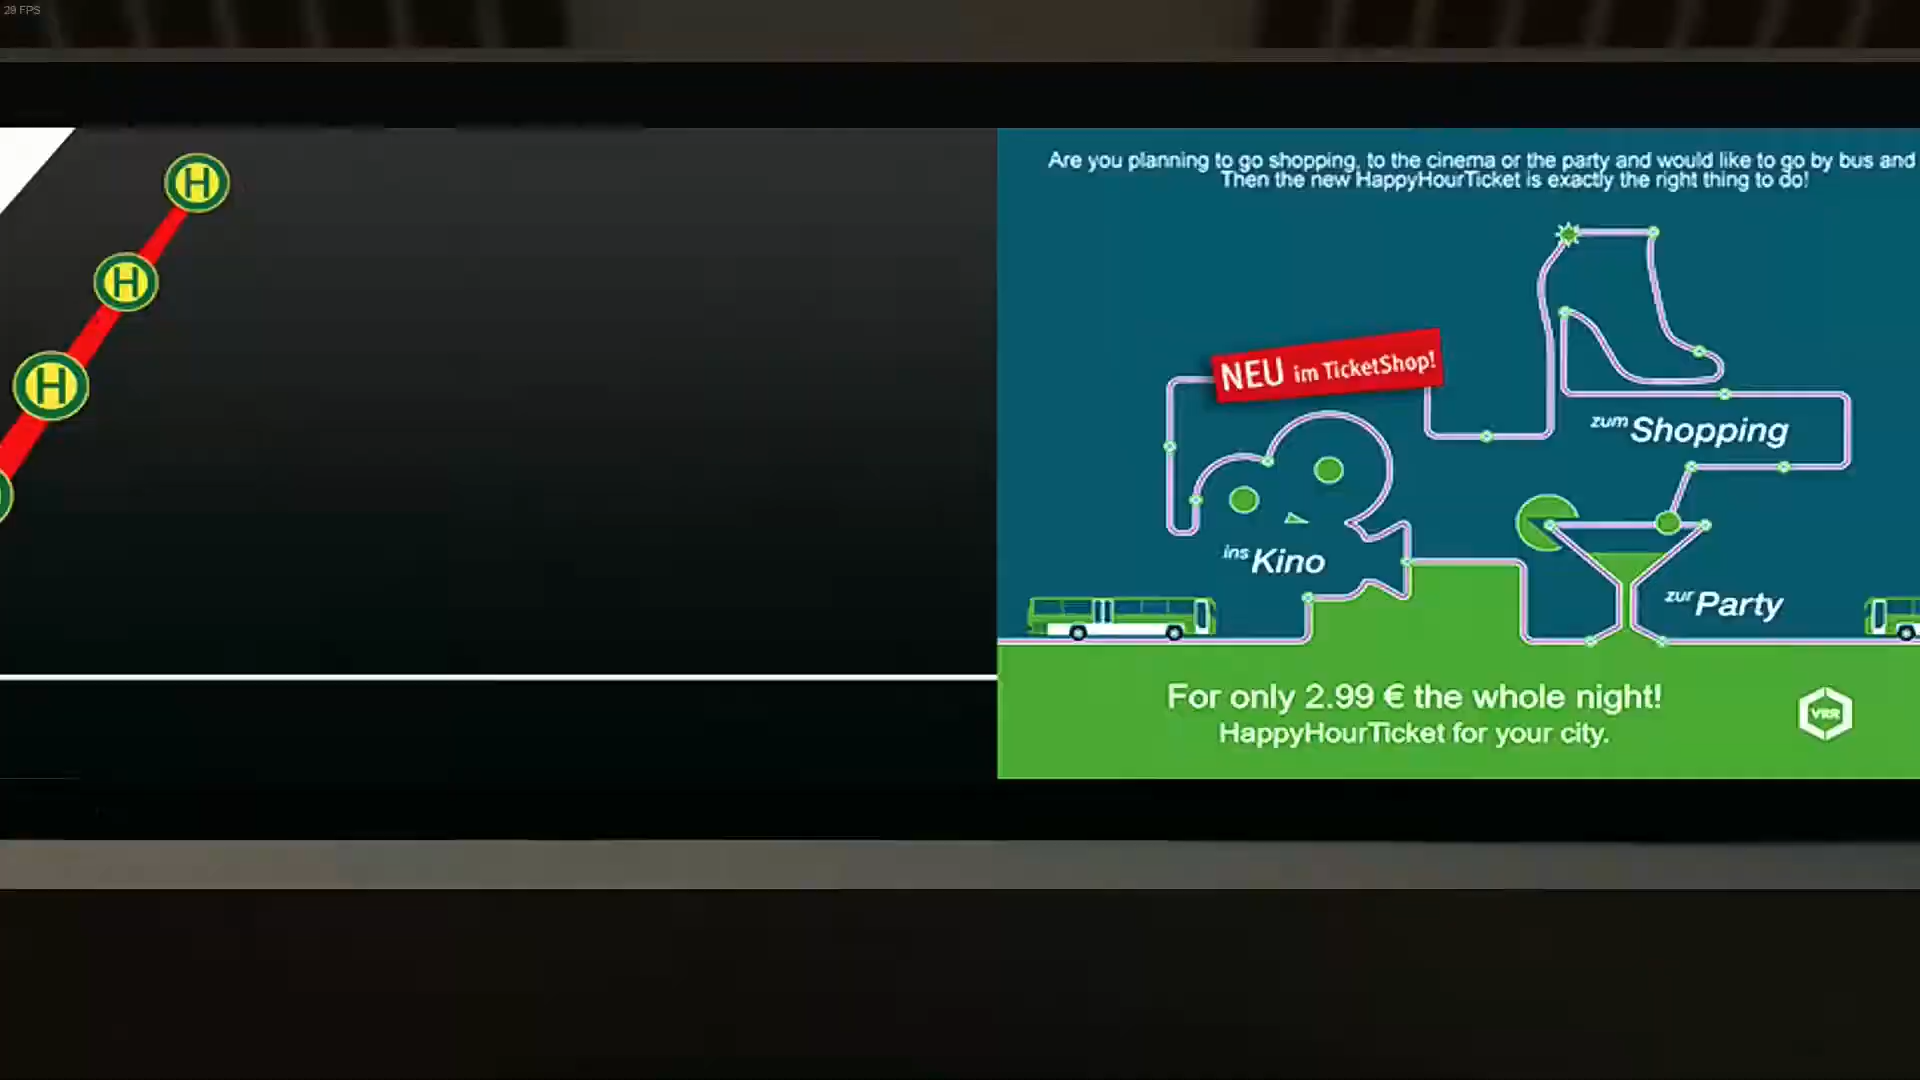 29 FPS
H
H
H
Are you planning to go shopping, to the cinema or the party and would like to go by bus and
Then the new HappyHourTicket is exactly the right thing to do!
NEU im TicketShop!
zum Shopping
ins Kino
zur Party
For only 2.99 € the whole night!
HappyHourTicket for your city.
VRR